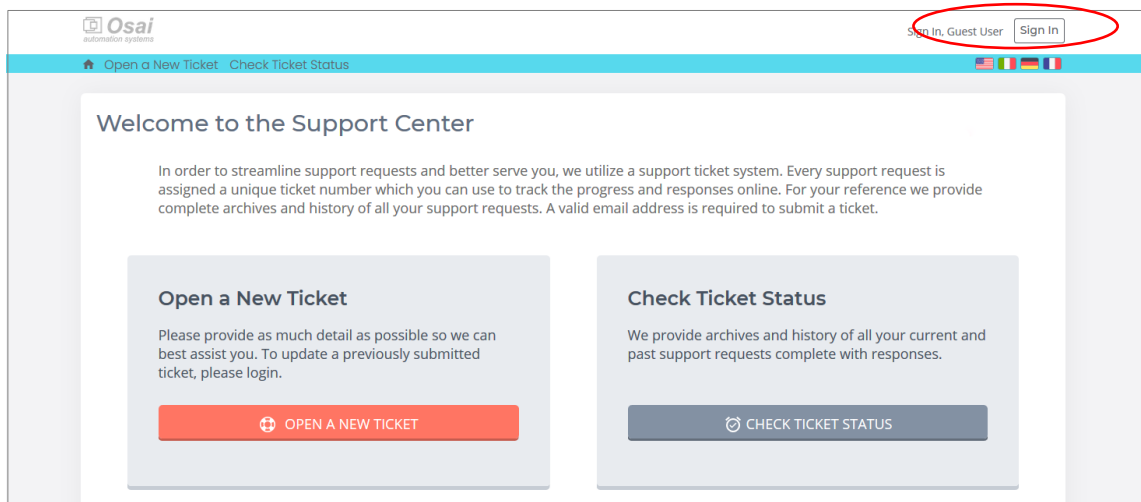 Osai
automation systems
Sign In, Guest User Sign In
Open a New Ticket Check Ticket Status
Welcome to the Support Center
In order to streamline support requests and better serve you, we utilize a support ticket system. Every support request is
assigned a unique ticket number which you can use to track the progress and responses online. For your reference we provide
complete archives and history of all your support requests. A valid email address is required to submit a ticket.
Open a New Ticket
Please provide as much detail as possible so we can
best assist you. To update a previously submitted
ticket, please login.
OPEN A NEW TICKET
Check Ticket Status
We provide archives and history of all your current and
past support requests complete with responses.
CHECK TICKET STATUS